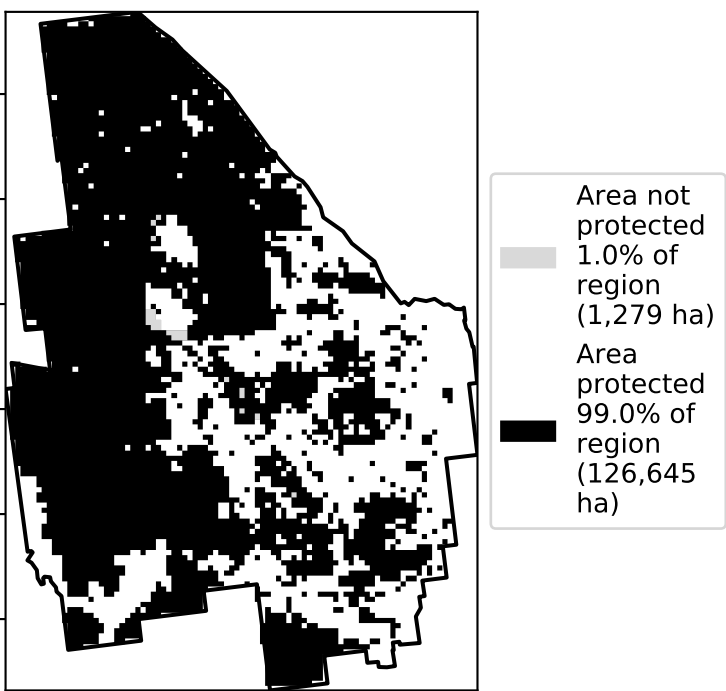 Area not
protected
1.0% of
region
(1,279 ha)
Area
protected
99.0% of
region
(126,645
ha)